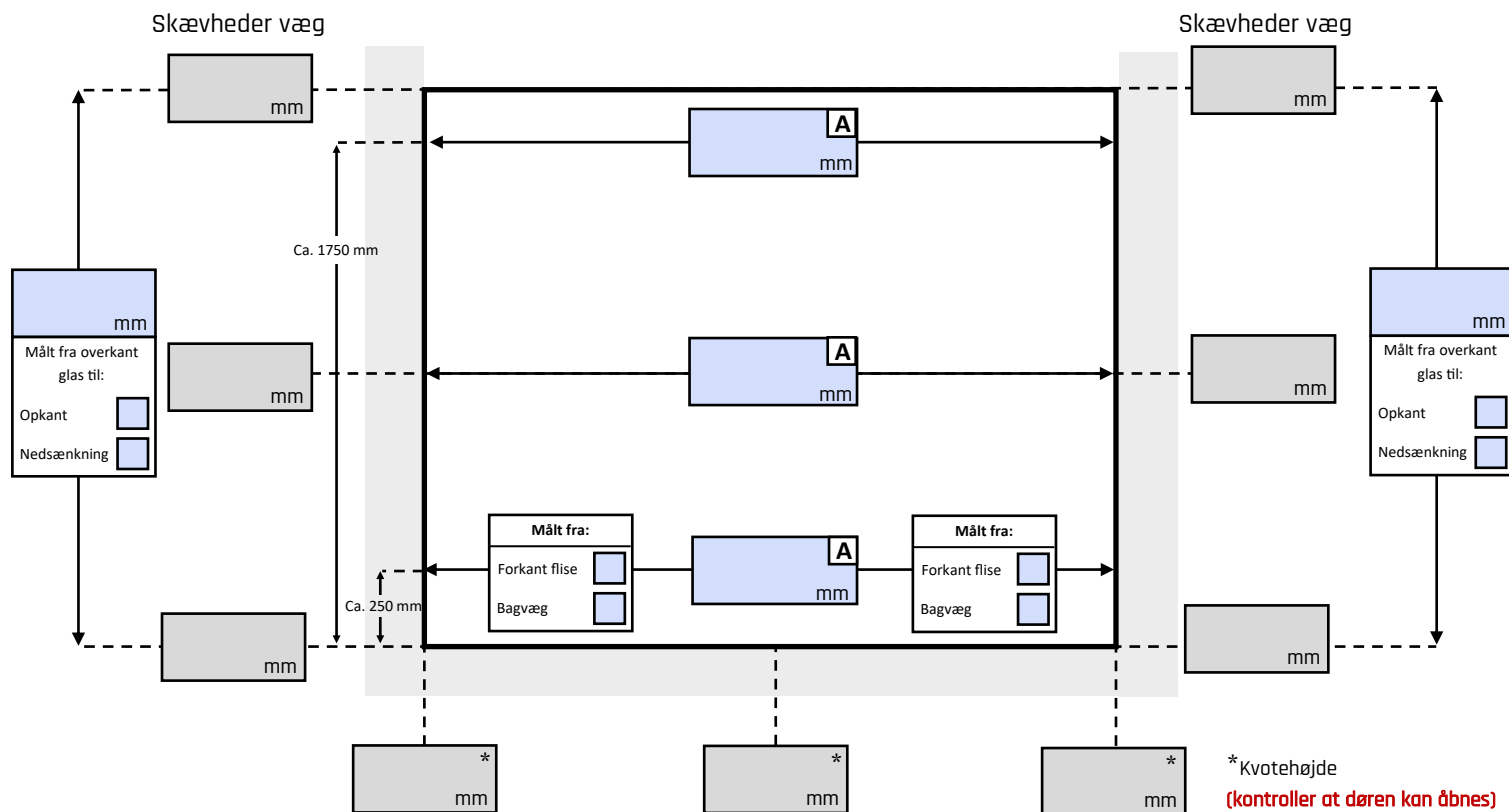 Skævheder væg
Skævheder væg
mm
mm
A
mm
Ca. 1750 mm
mm
Målt fra overkant
glas til:
Opkant
Nedsænkning
mm
A
mm
mm
mm
Målt fra overkant
glas til:
Opkant
Nedsænkning
Målt fra:
Forkant flise
Bagvæg
A
mm
Målt fra:
Forkant flise
Bagvæg
Ca. 250 mm
mm
mm
*
mm
*
mm
*
mm
*Kvotehøjde
(kontroller at døren kan åbnes)